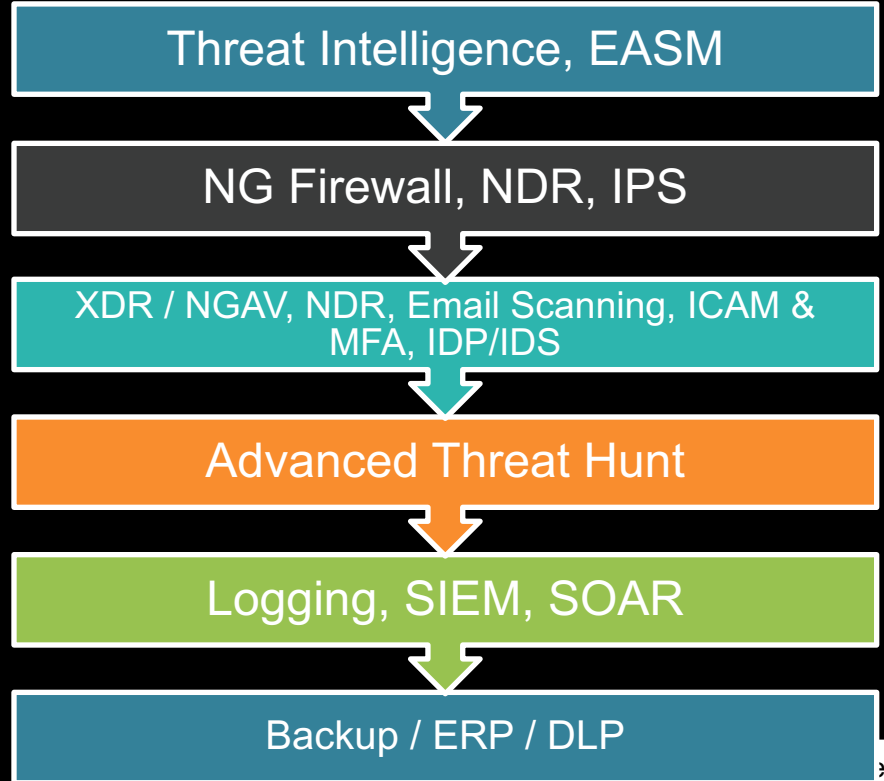 Threat Intelligence, EASM
NG Firewall, NDR, IPS
XDR / NGAV, NDR, Email Scanning, ICAM &
MFA, IDP/IDS
Advanced Threat Hunt
Logging, SIEM, SOAR
Backup / ERP / DLP